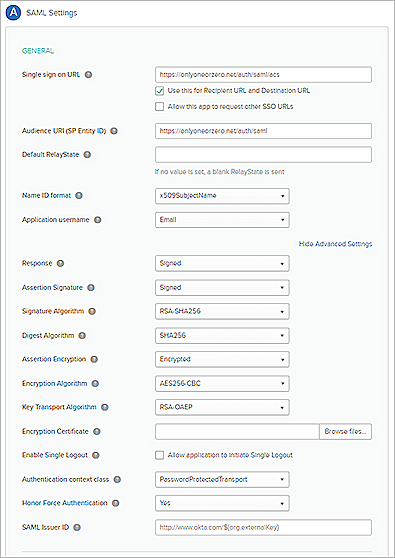 A SAML Settings
GENERAL
Single sign on URL ? https://onlyoneorzero.net/auth/saml/acs
Use this for Recipient URL and Destination URL
Allow this app to request other SSO URLs
Audience URI (SP Entity ID) ? https://onlyoneorzero.net/auth/saml
Default RelayState ?
If no value is set, a blank RelayState is sent
Name ID format ? x509SubjectName
Application username ? Email
Hide Advanced Settings
Response ? Signed
Assertion Signature ? Signed
Signature Algorithm ? RSA-SHA256
Digest Algorithm ? SHA256
Assertion Encryption ? Encrypted
Encryption Algorithm ? AES256-CBC
Key Transport Algorithm ? RSA-OAEP
Encryption Certificate ? Browse files...
Enable Single Logout ? Allow application to initiate Single Logout
Authentication context class ? PasswordProtectedTransport
Honor Force Authentication ? Yes
SAML Issuer ID ? http://www.okta.com/${org.externalKey}